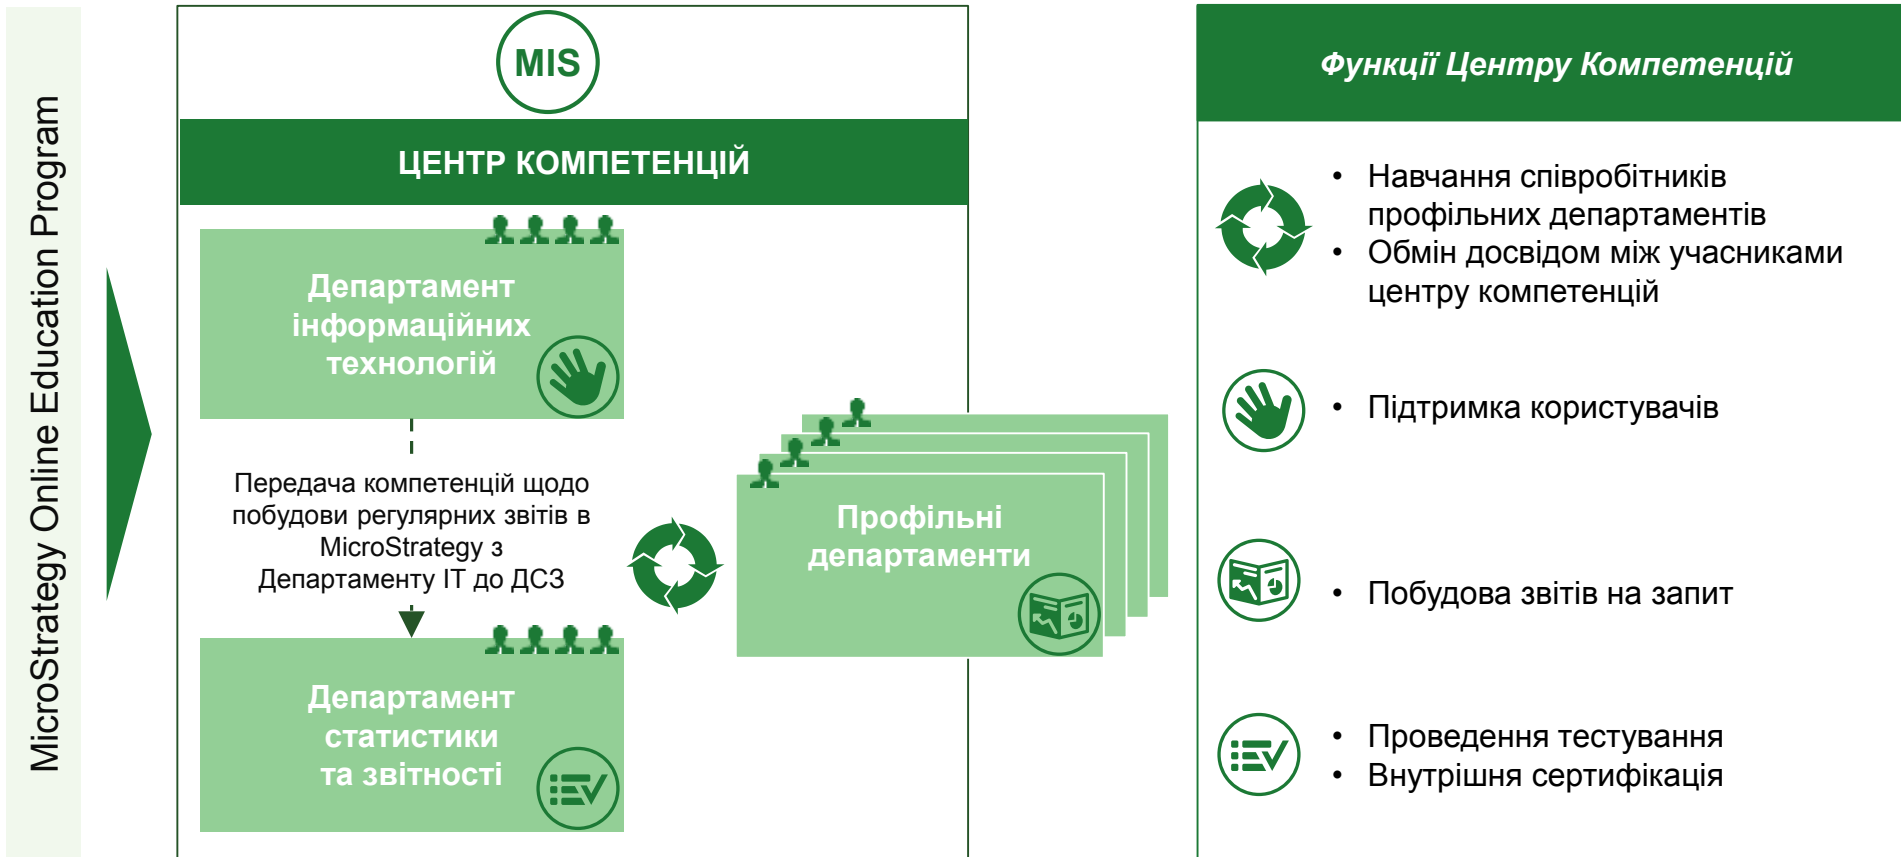 MicroStrategy Online Education Program
MIS
ЦЕНТР КОМПЕТЕНЦІЙ
Департамент
інформаційних
технологій
Передача компетенцій щодо
побудови регулярних звітів в
MicroStrategy з
Департаменту ІТ до ДСЗ
Департамент
статистики
та звітності
Профільні
департаменти
Функції Центру Компетенцій
• Навчання співробітників
профільних департаментів
• Обмін досвідом між учасниками
центру компетенцій
• Підтримка користувачів
• Побудова звітів на запит
• Проведення тестування
• Внутрішня сертифікація